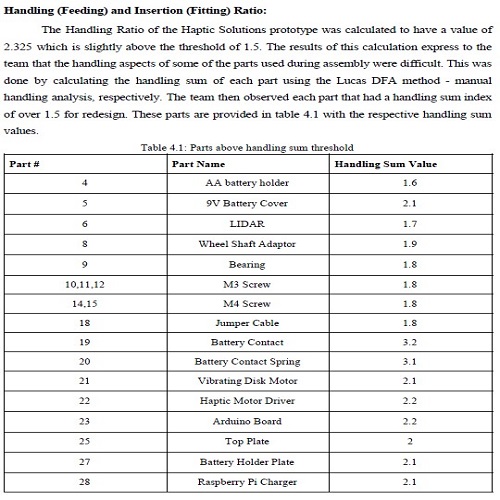 Handling (Feeding) and Insertion (Fitting) Ratio:
The Handling Ratio of the Haptic Solutions prototype was calculated to have a value of
2.325 which is slightly above the threshold of 1.5. The results of this calculation express to the
team that the handling aspects of some of the parts used during assembly were difficult. This was
done by calculating the handling sum of each part using the Lucas DFA method - manual
handling analysis, respectively. The team then observed each part that had a handling sum index
of over 1.5 for redesign. These parts are provided in table 4.1 with the respective handling sum
values.
Table 4.1: Parts above handling sum threshold
Part # Part Name Handling Sum Value
4 AA battery holder 1.6
5 9V Battery Cover 2.1
6 LIDAR 1.7
8 Wheel Shaft Adaptor 1.9
9 Bearing 1.8
10,11,12 M3 Screw 1.8
14,15 M4 Screw 1.8
18 Jumper Cable 1.8
19 Battery Contact 3.2
20 Battery Contact Spring 3.1
21 Vibrating Disk Motor 2.1
22 Haptic Motor Driver 2.2
23 Arduino Board 2.2
25 Top Plate 2
27 Battery Holder Plate 2.1
28 Raspberry Pi Charger 2.1